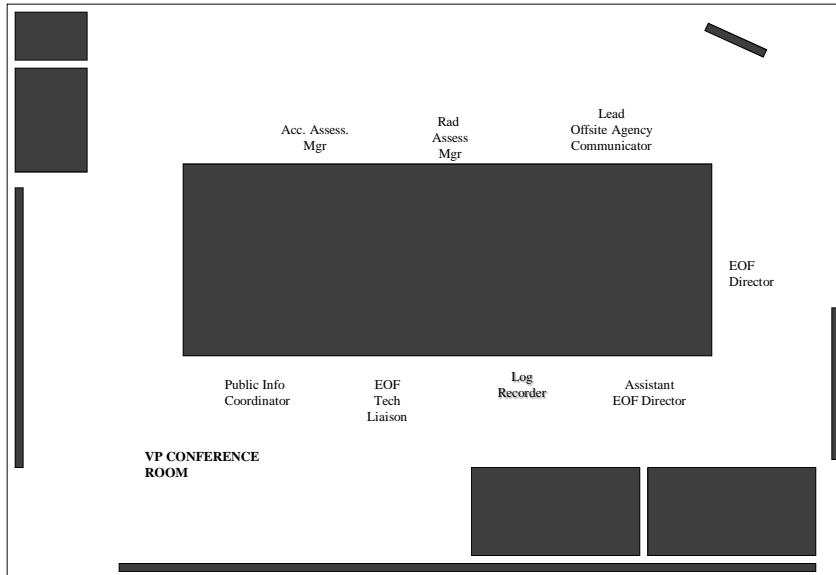 Acc. Assess.
Mgr
Rad
Assess
Mgr
Lead
Offsite Agency
Communicator
EOF
Director
Public Info
Coordinator
EOF
Tech
Liaison
Log
Recorder
Assistant
EOF Director
VP CONFERENCE
ROOM